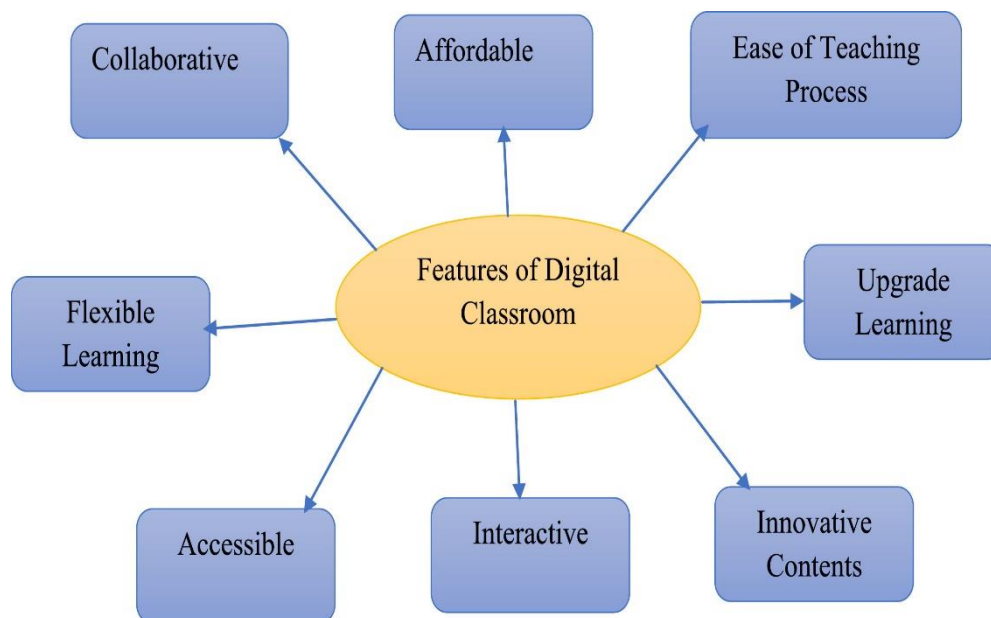 Collaborative
Affordable
Ease of Teaching
Process
Features of Digital
Classroom
Flexible
Learning
Upgrade
Learning
Accessible
Interactive
Innovative
Contents